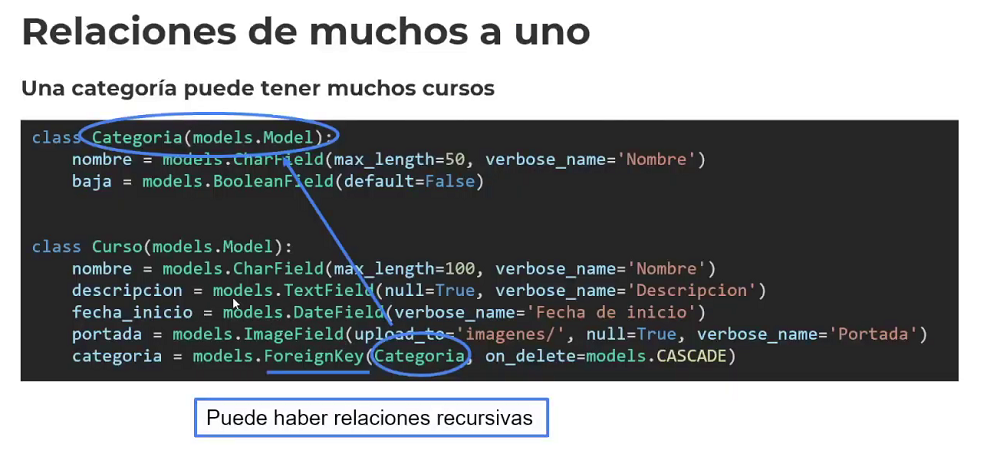 Relaciones de muchos a uno
Una categoría puede tener muchos cursos
class Categoria(models.Model):
nombre = models.CharField(max_length=50, verbose_name='Nombre')
baja = models.BooleanField(default=False)
class Curso(models.Model):
nombre = models.CharField(max_length=100, verbose_name='Nombre')
descripcion = models.TextField(null=True, verbose_name='Descripcion')
fecha_inicio = models.DateField(verbose_name='Fecha de inicio')
portada = models.ImageField(upload_to='imagenes/', null=True, verbose_name='Portada')
categoria = models.ForeignKey(Categoria, on_delete=models.CASCADE)
Puede haber relaciones recursivas